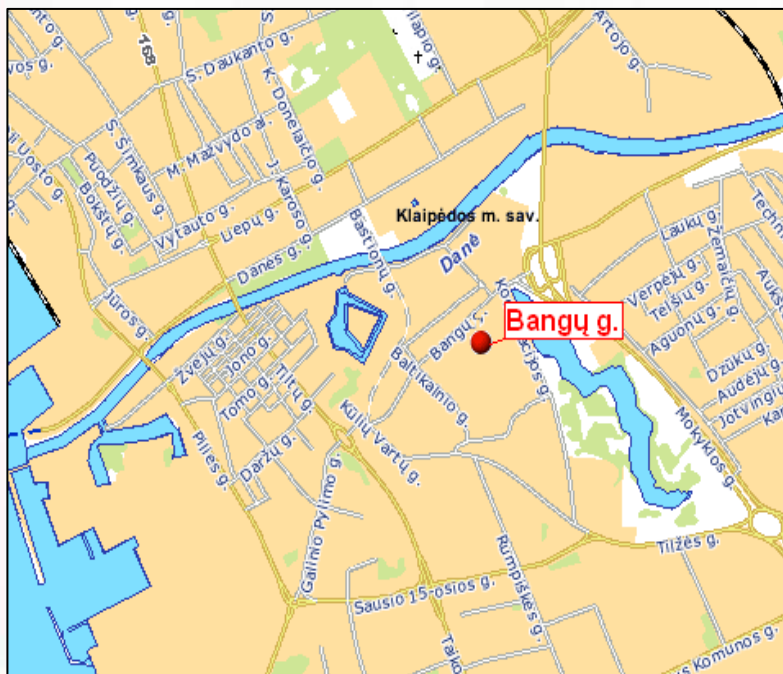 168
S. Daukanto g.
Artojo g.
K. Donelaičio g.
S. Šimkaus g.
M. Mažvydo al.
Puodžių g.
Bokštų g.
Vytauto g.
J. Karoso g.
Liepų g.
Bastionų g.
Klaipėdos m. sav.
Danė
Danės g.
Jūros g.
Laukų g.
Žemaičių g.
Verpėjų g.
Telšių g.
Aguonų g.
Bangų g.
Bangų g.
Žvejų g.
Jono g.
Tomo g.
Tiltų g.
Baltikalnio g.
Dzūkų g.
Audėjų g.
Mokyklos g.
Kūlių Vartų g.
Daržų g.
Pilies g.
Galinio Pylimo g.
Rumpiškės g.
Tilžės g.
Sausio 15-osios g.
Komunos g.